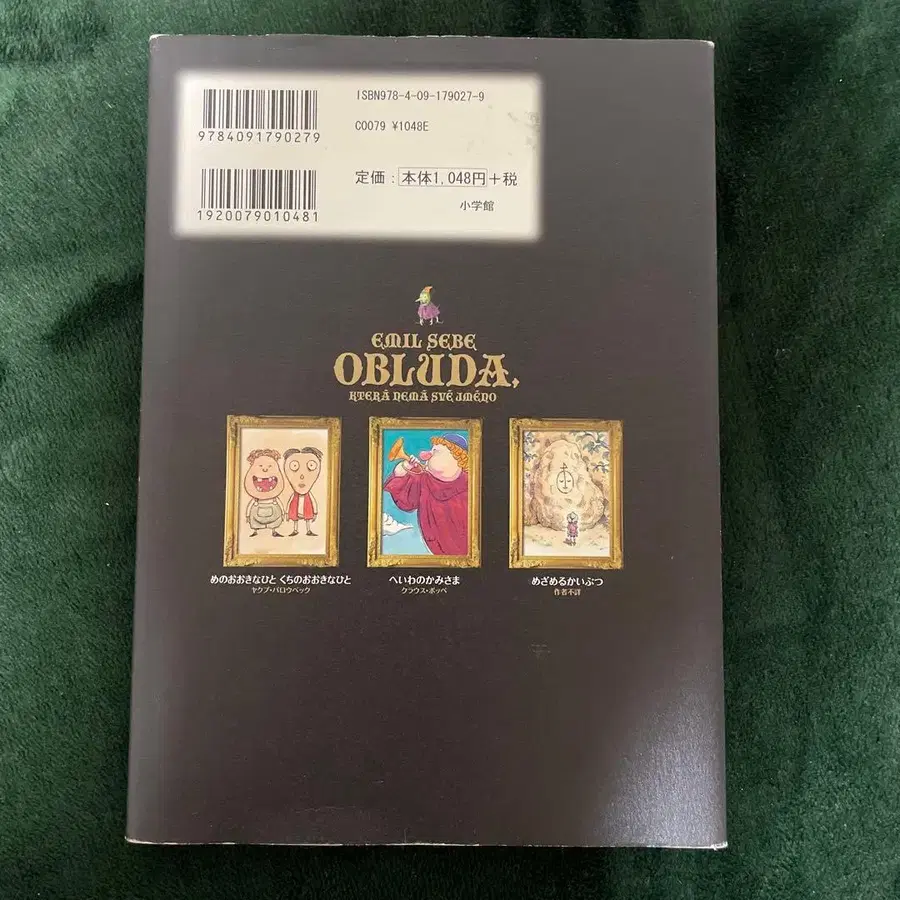 ISBN978-4-09-179027-9
9784091790279
C0079 ¥1048E
定価：本体1,048円+税
1920079010481
小学館
EMIL SEBE
OBLUDA,
KTERÁ NEMÁ SVÉ JMÉNO
めのおおきなひと くちのおおきなひと
ヤクブ・バロウベック
へいわのかみさま
クラウス・ポッペ
めざめるかいぶつ
作者不詳